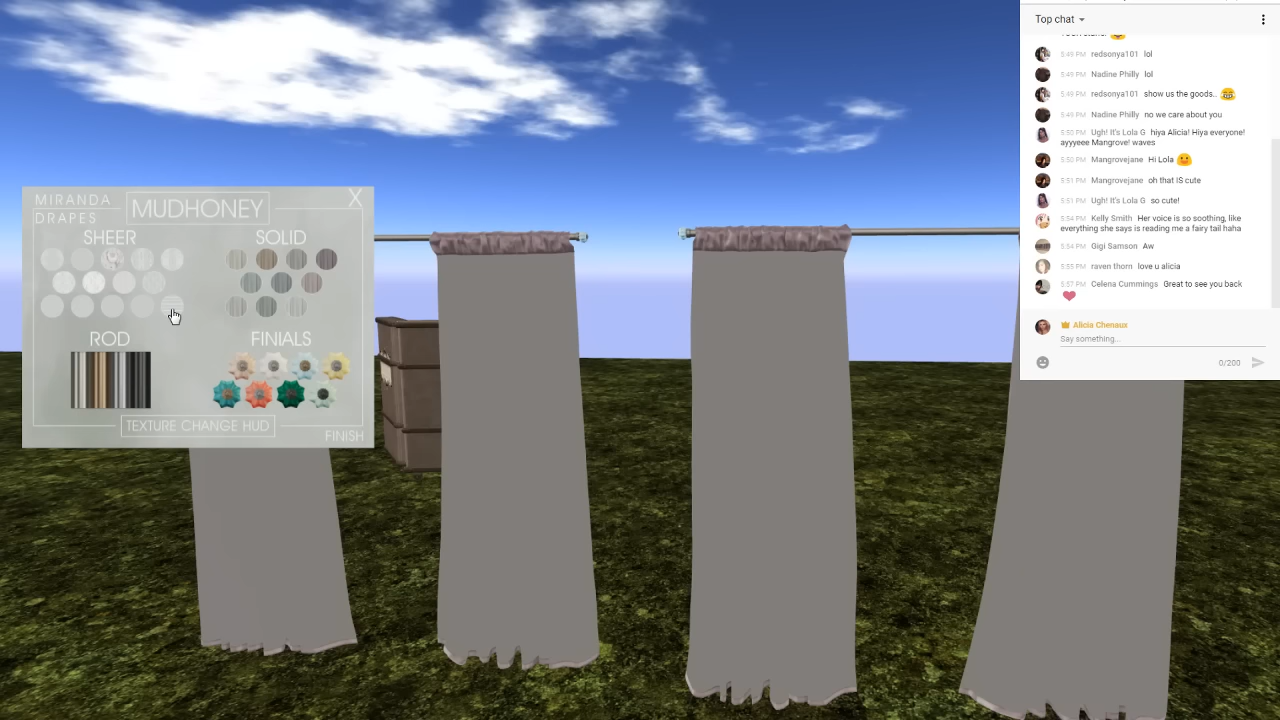 MIRANDA
DRAPES
MUDHONEY
X
SHEER
SOLID
ROD
FINIALS
TEXTURE CHANGE HUD
FINISH
Top chat
5:49 PM redsonya101 lol
5:49 PM Nadine Philly lol
5:49 PM redsonya101 show us the goods..
5:49 PM Nadine Philly no we care about you
5:50 PM Ugh! It's Lola G hiya Alicia! Hiya everyone!
ayyyeee Mangrove! waves
5:50 PM Mangrovejane Hi Lola
5:51 PM Mangrovejane oh that IS cute
5:51 PM Ugh! It's Lola G so cute!
5:54 PM Kelly Smith Her voice is so soothing, like
everything she says is reading me a fairy tail haha
5:54 PM Gigi Samson Aw
5:55 PM raven thorn love u alicia
5:57 PM Celena Cummings Great to see you back
Alicia Chenaux
Say something...
0/200